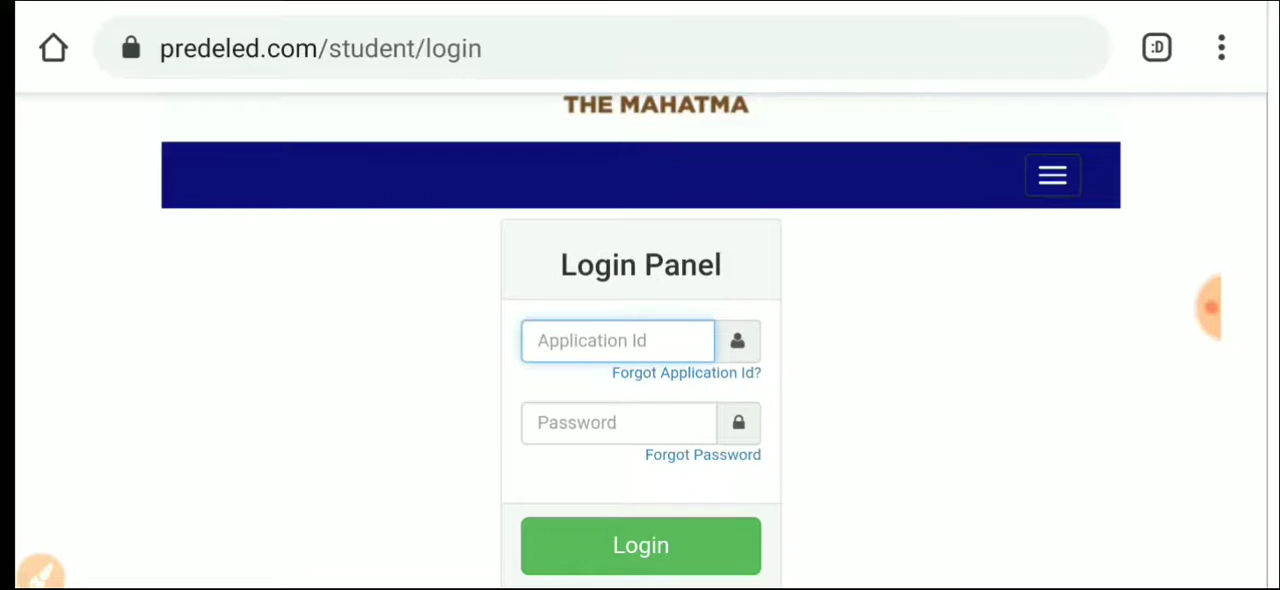 :D
predeled.com/student/login
THE MAHATMA
Login Panel
Application Id
Forgot Application Id?
Password
Forgot Password
Login